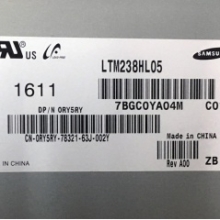 US LTM238HL05 SAMSUNG
1611 7BGC0YA04M C0
DP/N 0RY5RY
CN-0RY5RY-78321-63J-002Y
MADE IN CHINA
Rev A00 ZB
IN CHINA